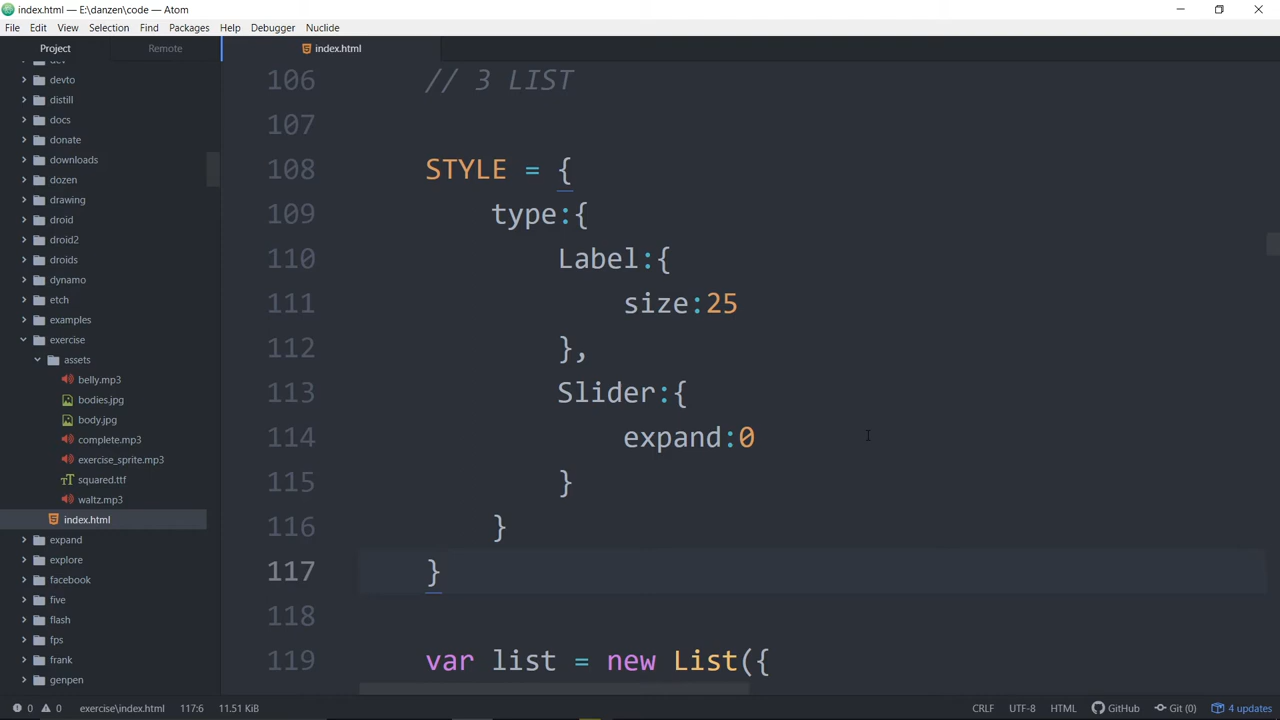 index.html — E:\danzen\code — Atom
File Edit View Selection Find Packages Help Debugger Nuclide
Project Remote index.html
devto
distill
docs
donate
downloads
dozen
drawing
droid
droid2
droids
dynamo
etch
examples
exercise
assets
belly.mp3
bodies.jpg
body.jpg
complete.mp3
exercise_sprite.mp3
squared.ttf
waltz.mp3
index.html
expand
explore
facebook
five
flash
fps
frank
genpen
106 // 3 LIST
107
108 STYLE = {
109 type:{
110 Label:{
111 size:25
112 },
113 Slider:{
114 expand:0
115 }
116 }
117 }
118
119 var list = new List({
0 0 exercise\index.html 117:6 11.51 KiB CRLF UTF-8 HTML GitHub Git (0) 4 updates